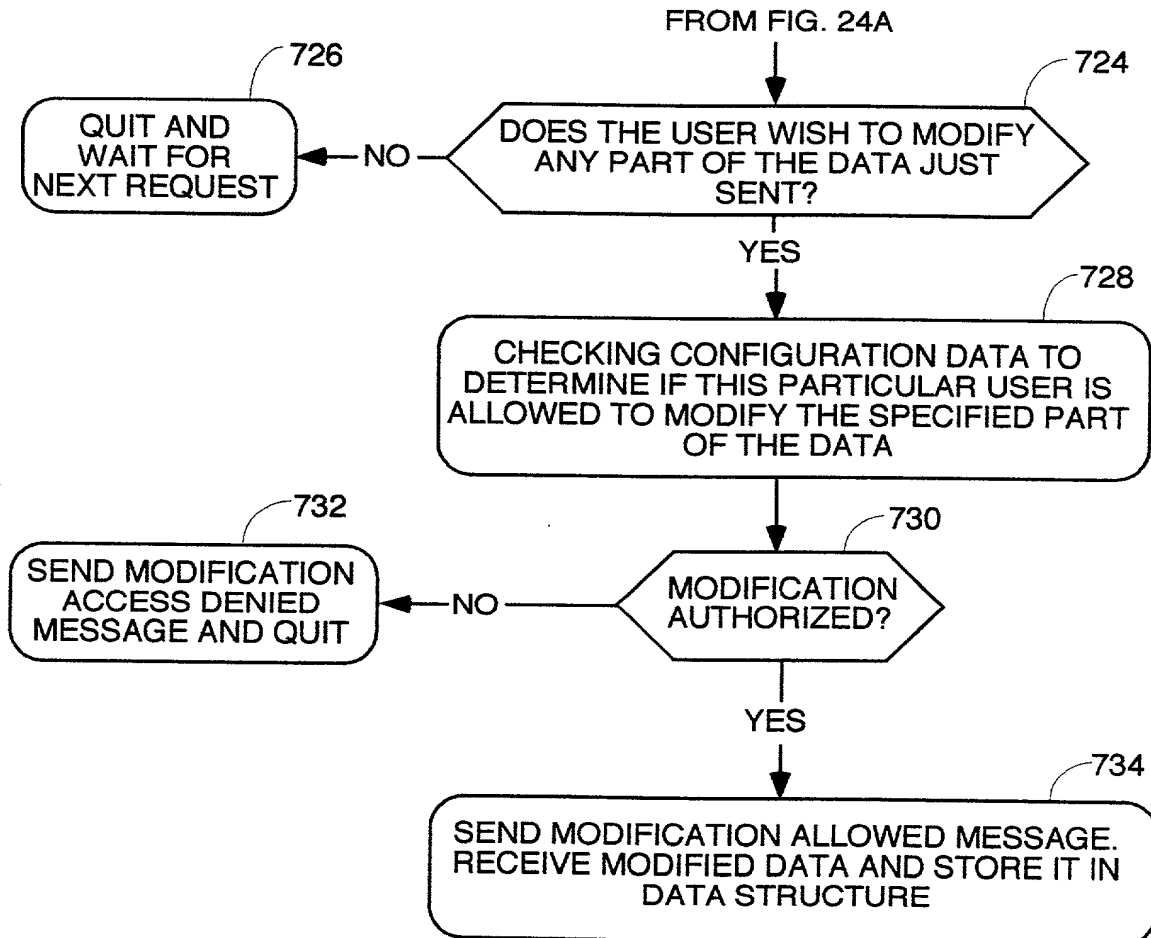 FROM FIG. 24A
726
724
QUIT AND
WAIT FOR
NEXT REQUEST
NO
DOES THE USER WISH TO MODIFY
ANY PART OF THE DATA JUST
SENT?
YES
728
CHECKING CONFIGURATION DATA TO
DETERMINE IF THIS PARTICULAR USER IS
ALLOWED TO MODIFY THE SPECIFIED PART
OF THE DATA
732
730
SEND MODIFICATION
ACCESS DENIED
MESSAGE AND QUIT
NO
MODIFICATION
AUTHORIZED?
YES
734
SEND MODIFICATION ALLOWED MESSAGE.
RECEIVE MODIFIED DATA AND STORE IT IN
DATA STRUCTURE